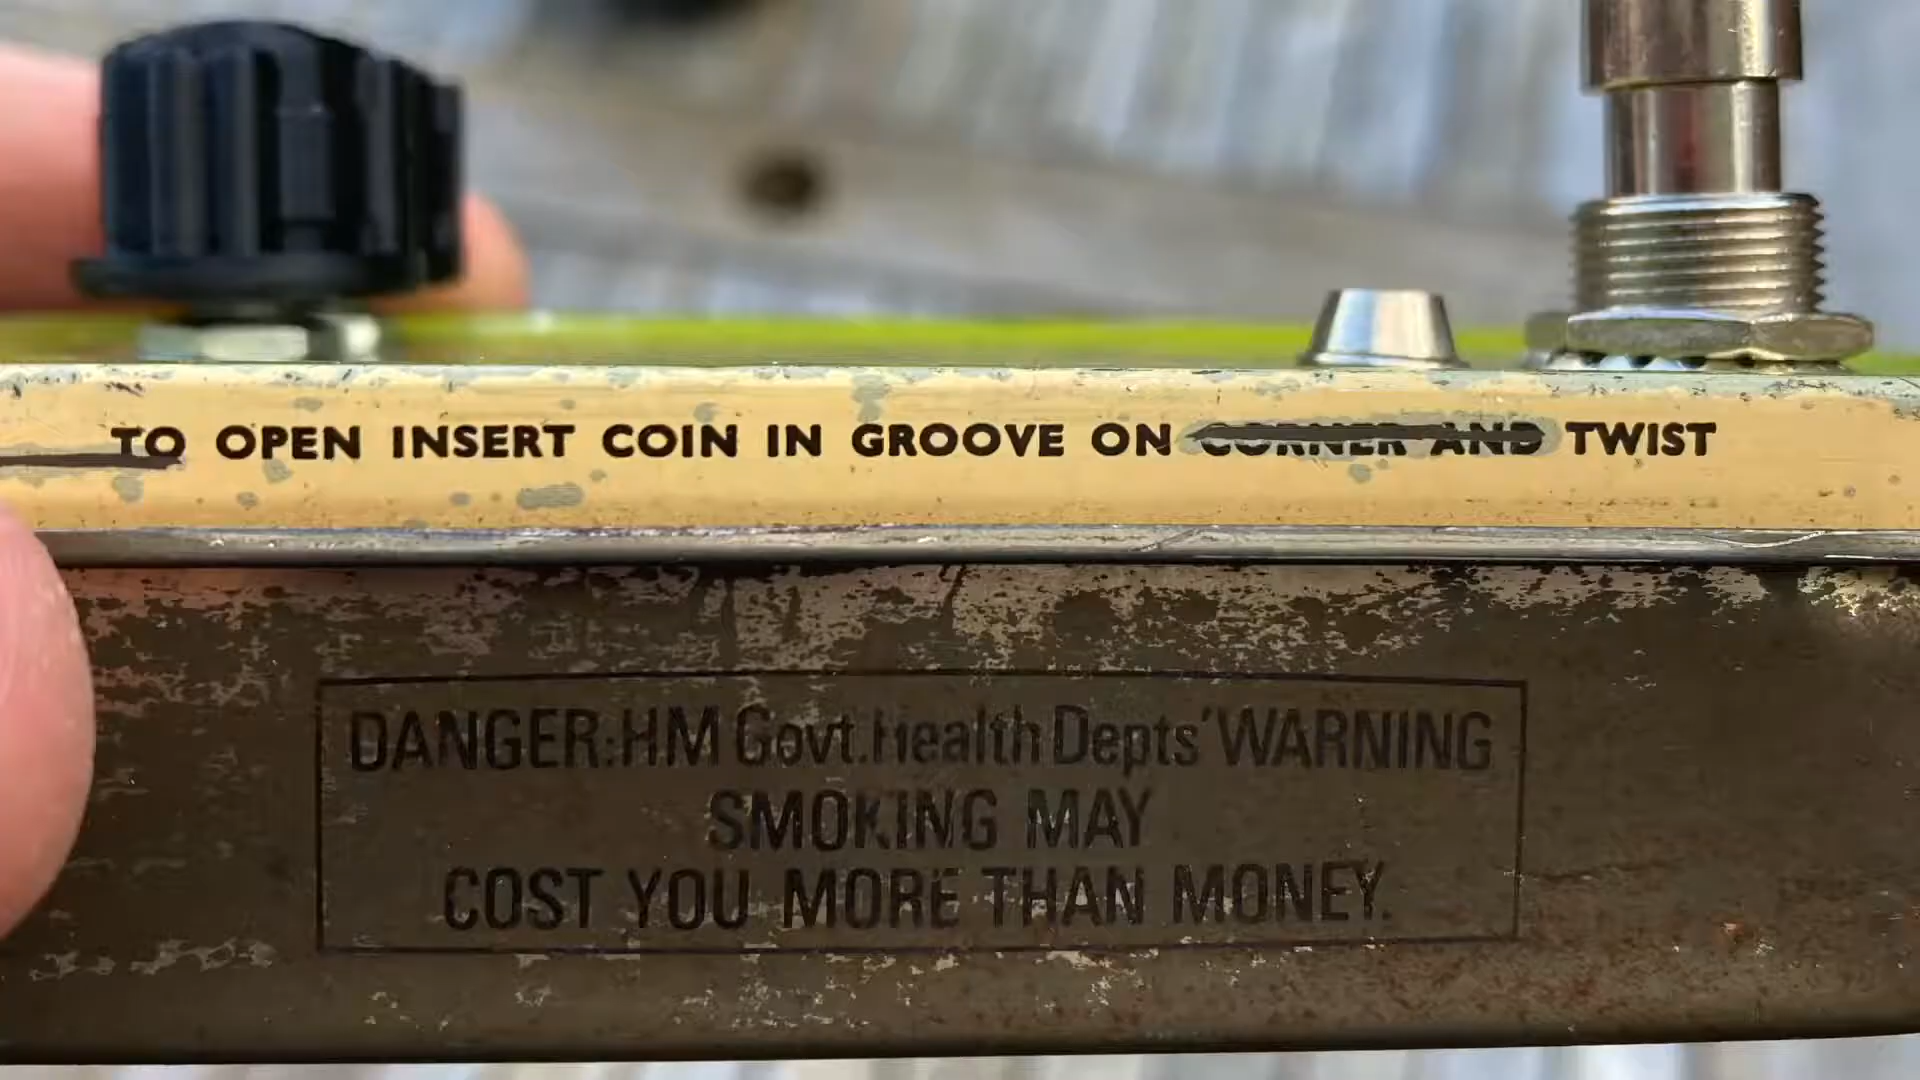 TO OPEN INSERT COIN IN GROOVE ON CORNER AND TWIST
DANGER: HM Govt. Health Depts' WARNING
SMOKING MAY
COST YOU MORE THAN MONEY.